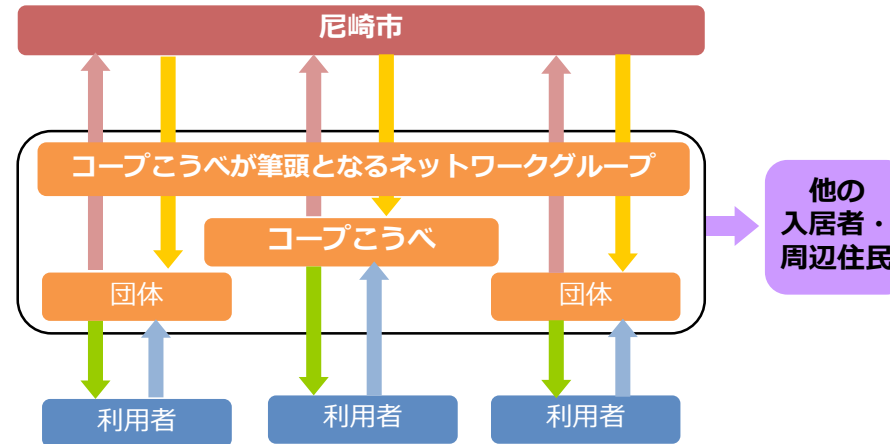 尼崎市
コープこうべが筆頭となるネットワークグループ
コープこうべ
団体
団体
他の
入居者・
周辺住民
利用者
利用者
利用者